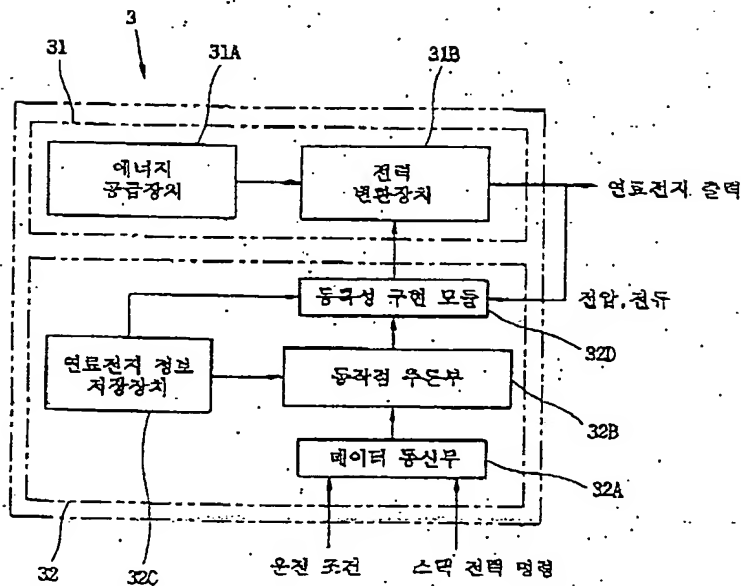 3
31
31A
31B
에너지
공급장치
전력
변환장치
연료전지 출력
동특성 구현 모듈
전압, 전류
32D
연료전지 정보
저장장치
동작점 유도부
32B
데이터 통신부
32A
운전 조건
스택 전력 명령
32
32C